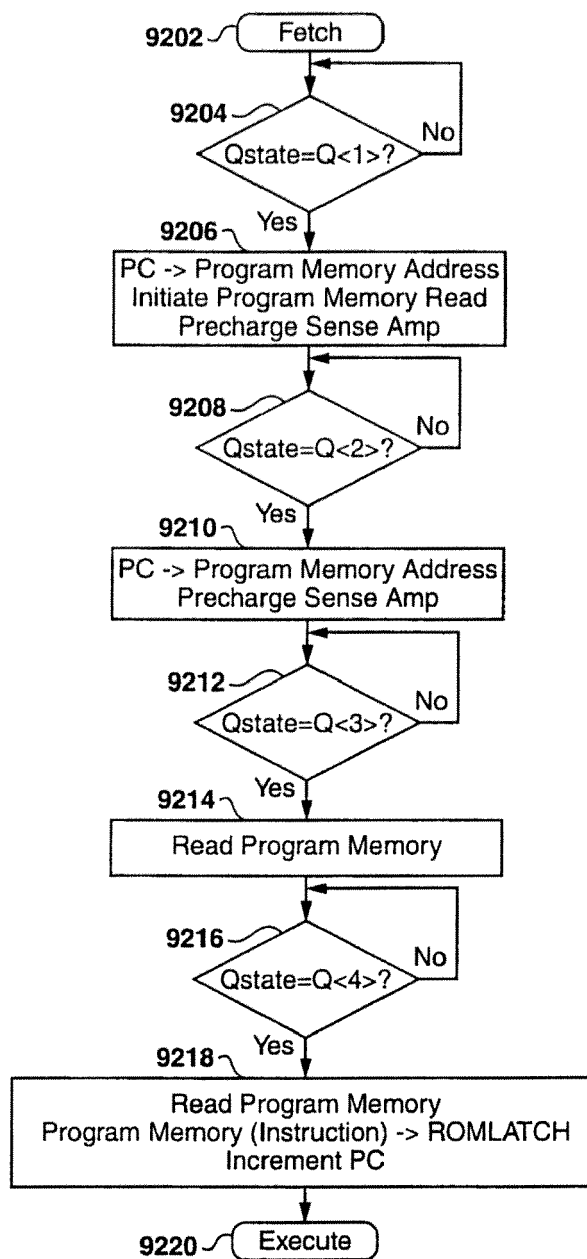 9202 Fetch
9204
Qstate=Q<1>?
No
Yes
9206
PC -> Program Memory Address
Initiate Program Memory Read
Precharge Sense Amp
9208
Qstate=Q<2>?
No
Yes
9210
PC -> Program Memory Address
Precharge Sense Amp
9212
Qstate=Q<3>?
No
Yes
9214
Read Program Memory
9216
Qstate=Q<4>?
No
Yes
9218
Read Program Memory
Program Memory (Instruction) -> ROMLATCH
Increment PC
9220 Execute